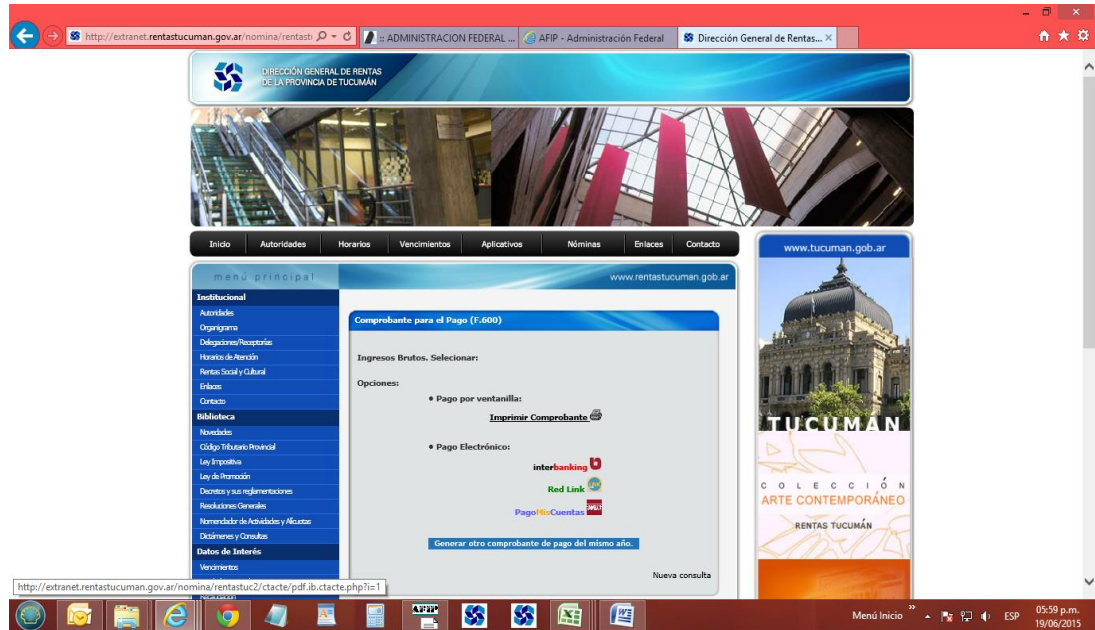 http://extranet.rentastucuman.gov.ar/nomina/rentast
:: ADMINISTRACION FEDERAL ...
AFIP - Administración Federal
Dirección General de Rentas...
DIRECCIÓN GENERAL DE RENTAS
DE LA PROVINCIA DE TUCUMÁN
Inicio Autoridades Horarios Vencimientos Aplicativos Nóminas Enlaces Contacto
www.tucuman.gob.ar
menú principal
www.rentastucuman.gob.ar
Institucional
Autoridades
Organigrama
Delegaciones/Receptorías
Horarios de Atención
Rentas Social y Cultural
Enlaces
Contacto
Biblioteca
Novedades
Código Tributario Provincial
Ley Impositiva
Ley de Promoción
Decretos y sus reglamentaciones
Resoluciones Generales
Nomenclador de Actividades y Alícuotas
Dictámenes y Consultas
Datos de Interés
Vencimientos
Comprobante para el Pago (F.600)
Ingresos Brutos. Seleccionar:
Opciones:
• Pago por ventanilla:
Imprimir Comprobante
• Pago Electrónico:
interbanking
Red Link
PagoMisCuentas
Generar otro comprobante de pago del mismo año.
Nueva consulta
TUCUMAN
COLECCIÓN
ARTE CONTEMPORÁNEO
RENTAS TUCUMÁN
http://extranet.rentastucuman.gov.ar/nomina/rentastuc2/ctacte/pdf.ib.ctacte.php?i=1
AFIP
Menú Inicio
ESP
05:59 p.m.
19/06/2015